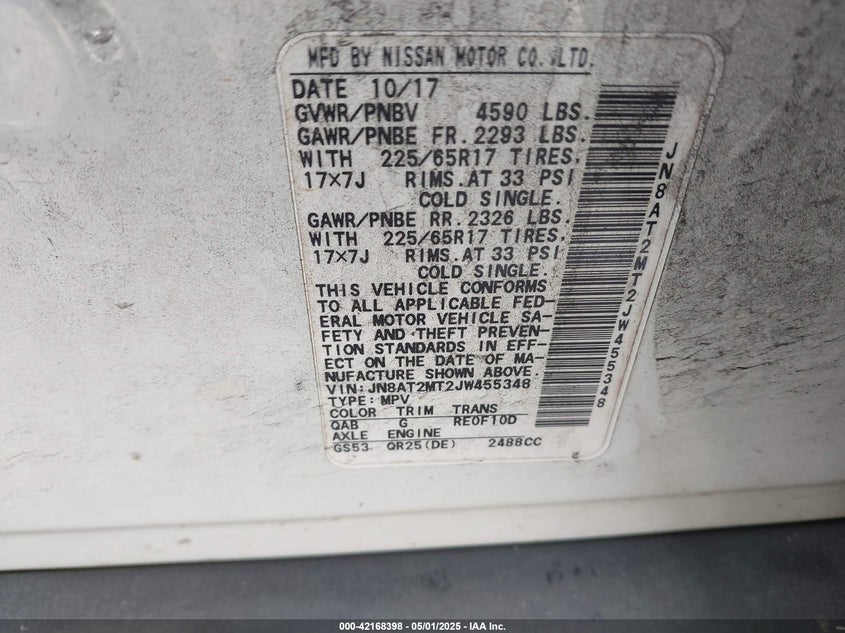 MFD BY NISSAN MOTOR CO.,LTD.
DATE 10/17
GVWR/PNBV 4590 LBS.
GAWR/PNBE FR.2293 LBS.
WITH 225/65R17 TIRES,
17×7J RIMS.AT 33 PSI
COLD SINGLE.
GAWR/PNBE RR.2326 LBS.
WITH 225/65R17 TIRES,
17×7J RIMS.AT 33 PSI
COLD SINGLE.
THIS VEHICLE CONFORMS
TO ALL APPLICABLE FED-
ERAL MOTOR VEHICLE SA-
FETY AND THEFT PREVEN-
TION STANDARDS IN EFF-
ECT ON THE DATE OF MA-
NUFACTURE SHOWN ABOVE.
VIN:JN8AT2MT2JW455348
TYPE:MPV
COLOR TRIM TRANS
QAB G RE0F10D
AXLE ENGINE
GS53 QR25(DE) 2488CC
JN8AT2MT2JW455348
000-42168398 - 05/01/2025 - IAA Inc.